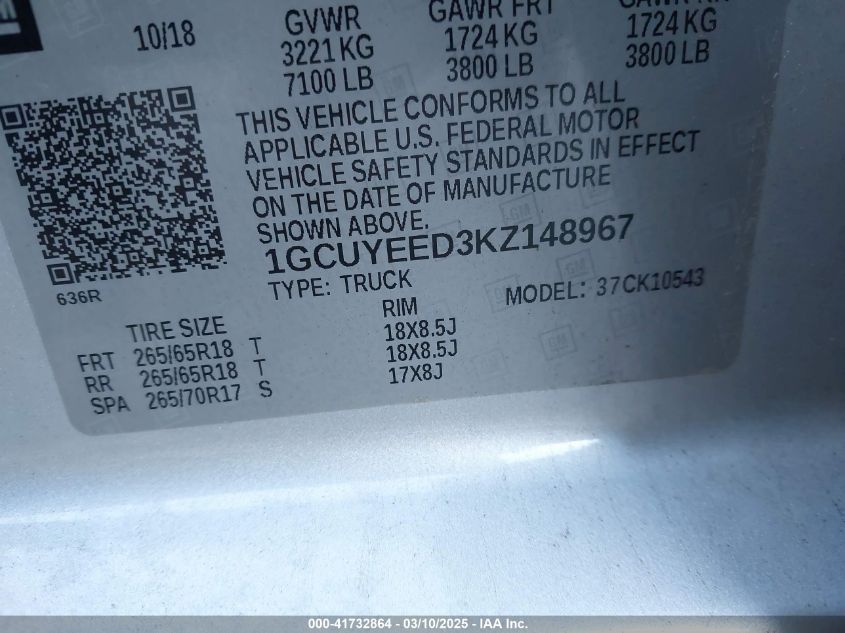 10/18 GVWR GAWR FRT GAWR RR
3221 KG 1724 KG 1724 KG
7100 LB 3800 LB 3800 LB
THIS VEHICLE CONFORMS TO ALL
APPLICABLE U.S. FEDERAL MOTOR
VEHICLE SAFETY STANDARDS IN EFFECT
ON THE DATE OF MANUFACTURE
SHOWN ABOVE.
1GCUYEED3KZ148967
TYPE: TRUCK MODEL: 37CK10543
636R
TIRE SIZE RIM
FRT 265/65R18 T 18X8.5J
RR 265/65R18 T 18X8.5J
SPA 265/70R17 S 17X8J
GM
000-41732864 - 03/10/2025 - IAA Inc.